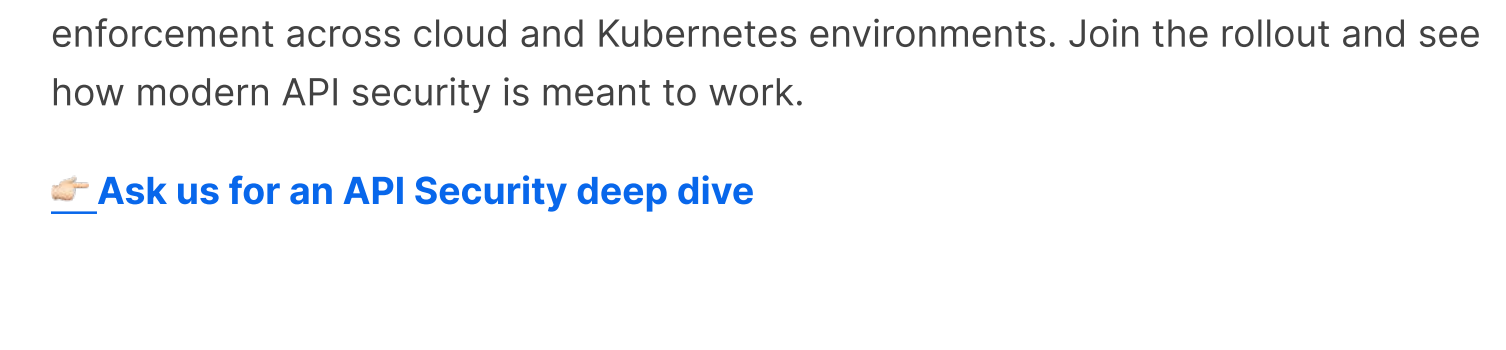 enforcement across cloud and Kubernetes environments. Join the rollout and see
how modern API security is meant to work.
👉🏻 Ask us for an API Security deep dive